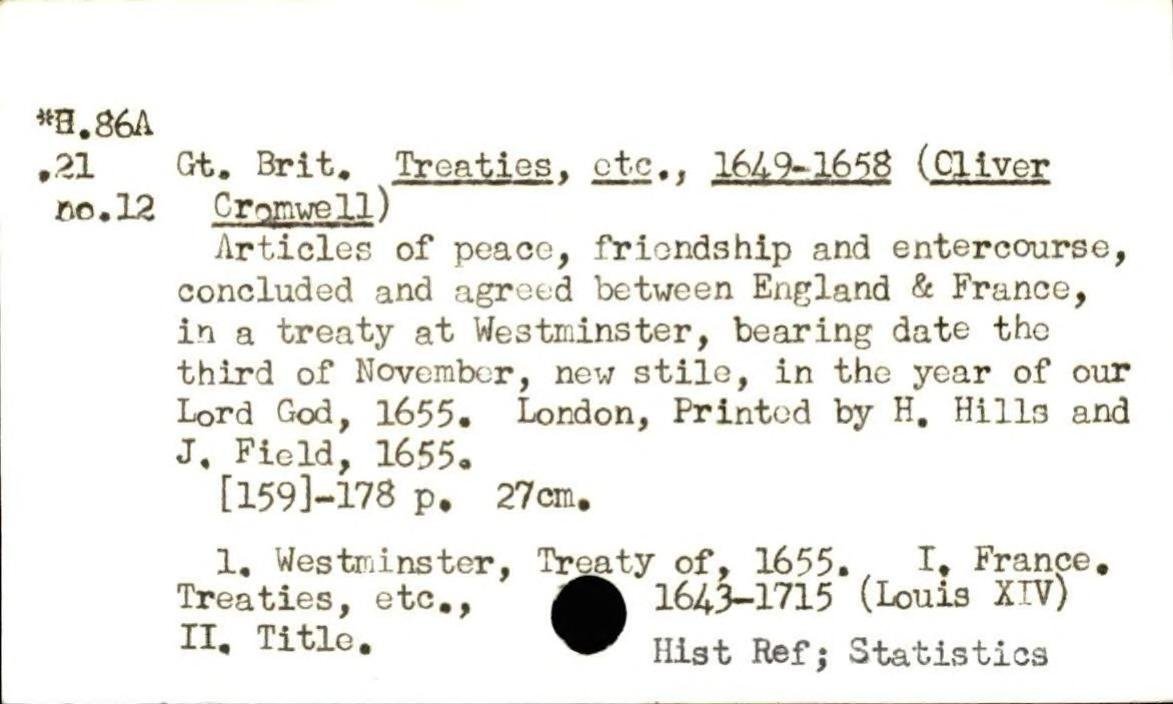 *H.86A
.21 Gt. Brit. Treaties, etc., 1649-1658 (Oliver
no.12 Cromwell)
Articles of peace, friendship and entercourse,
concluded and agreed between England & France,
in a treaty at Westminster, bearing date the
third of November, new stile, in the year of our
Lord God, 1655. London, Printed by H. Hills and
J. Field, 1655.
[159]-178 p. 27cm.
1. Westminster, Treaty of, 1655. I. France.
Treaties, etc., 1643-1715 (Louis XIV)
II. Title.
Hist Ref; Statistics